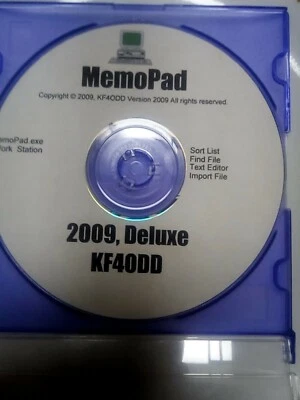 MemoPad
Copyright © 2009, KF4ODD Version 2009 All rights reserved.
emoPad.exe
ork Station
Sort List
Find File
Text Editor
Import File
2009, Deluxe
KF4ODD